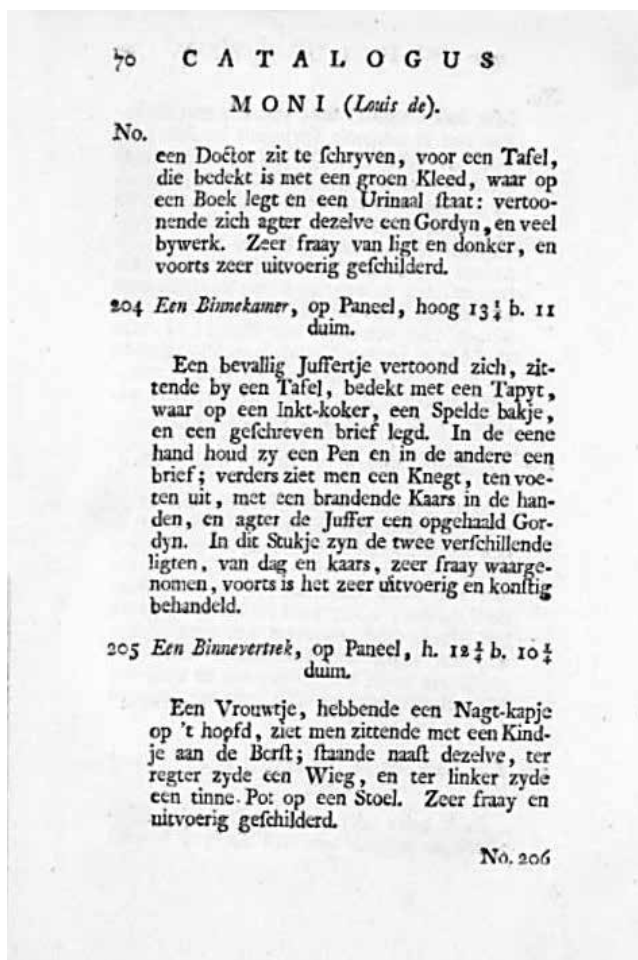 70 CATALOGUS
MONI (Louis de).
No.
een Doctor zit te ſchryven, voor een Tafel,
die bedekt is met een groen Kleed, waar op
een Boek legt en een Urinaal ſtaat: vertoo-
nende zich agter dezelve een Gordyn, en veel
bywerk. Zeer fraay van ligt en donker, en
voorts zeer uitvoerig geſchilderd.
204 Een Binnekamer, op Paneel, hoog 13¼ b. 11
duim.
Een bevallig Juffertje vertoond zich, zit-
tende by een Tafel, bedekt met een Tapyt,
waar op een Inkt-koker, een Spelde bakje,
en een geſchreven brief legd. In de eene
hand houd zy een Pen en in de andere een
brief; verders ziet men een Knegt, ten voe-
ten uit, met een brandende Kaars in de han-
den, en agter de Juffer een opgehaald Gor-
dyn. In dit Stukje zyn de twee verſchillende
ligten, van dag en kaars, zeer fraay waarge-
nomen, voorts is het zeer uitvoerig en konſtig
behandeld.
205 Een Binnevertrek, op Paneel, h. 12 b. 10
duim.
Een Vrouwtje, hebbende een Nagt-kapje
op 't hopfd, ziet men zittende met een Kind-
je aan de Berſt; ſtaande naaſt dezelve, ter
regter zyde een Wieg, en ter linker zyde
een tinne Pot op een Stoel. Zeer fraay en
uitvoerig geſchilderd.
No. 206